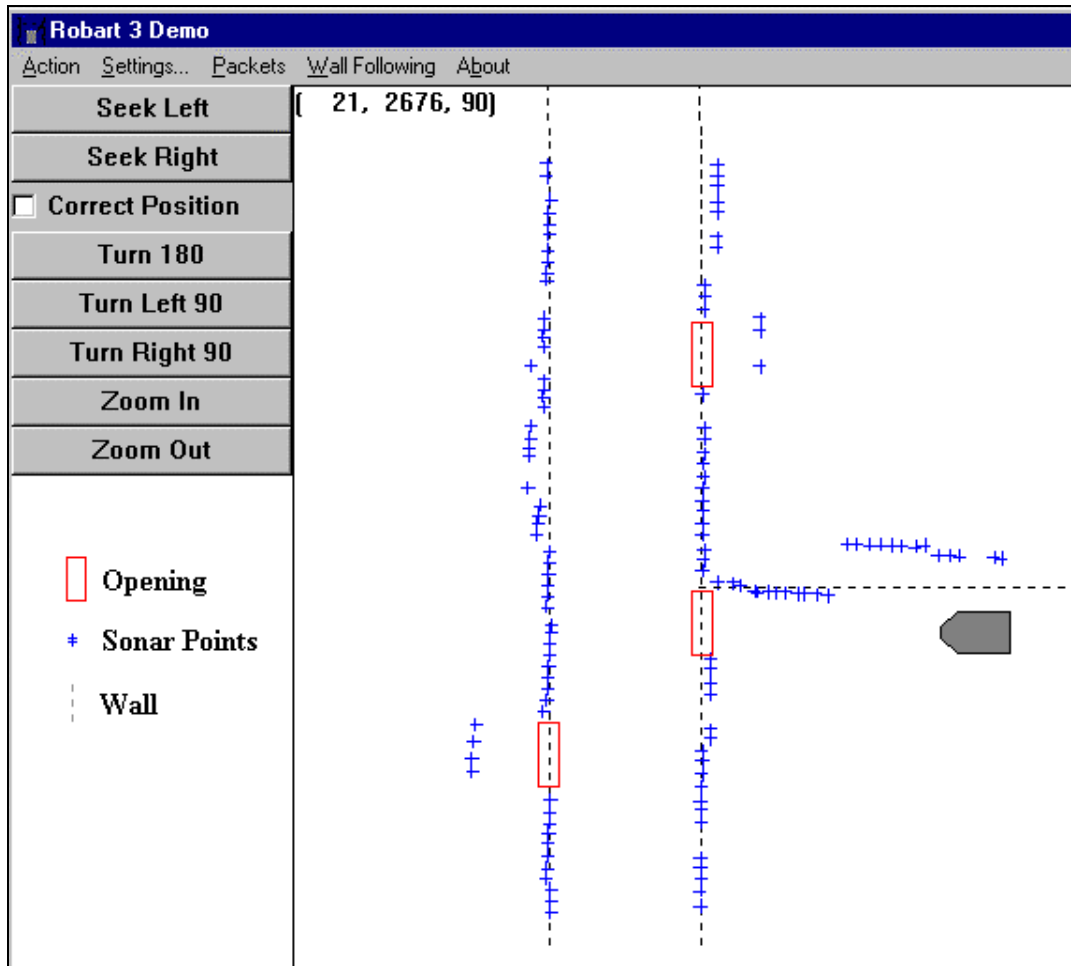 Robart 3 Demo
Action Settings... Packets Wall Following About
Seek Left
Seek Right
Correct Position
Turn 180
Turn Left 90
Turn Right 90
Zoom In
Zoom Out
( 21, 2676, 90)
Opening
Sonar Points
Wall